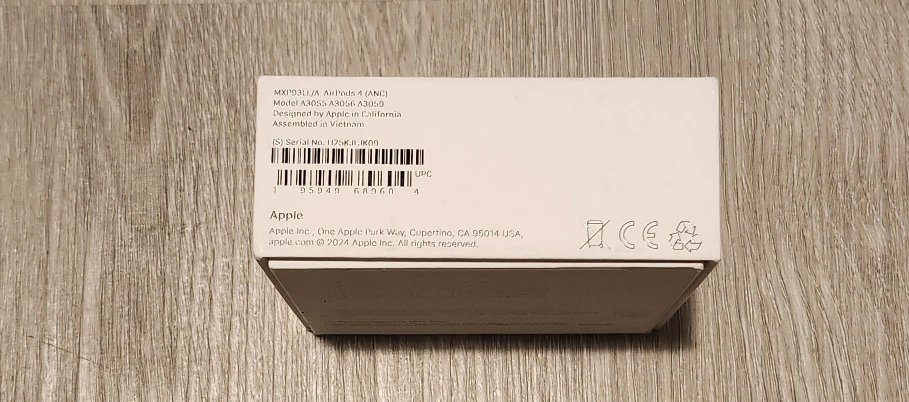 MXP93LL/A AirPods 4 (ANC)
Model A3055 A3056 A3059
Designed by Apple in California
Assembled in Vietnam
(S) Serial No.
UPC
1 95949 68960 4
Apple
Apple Inc., One Apple Park Way, Cupertino, CA 95014 USA,
apple.com © 2024 Apple Inc. All rights reserved.
CE